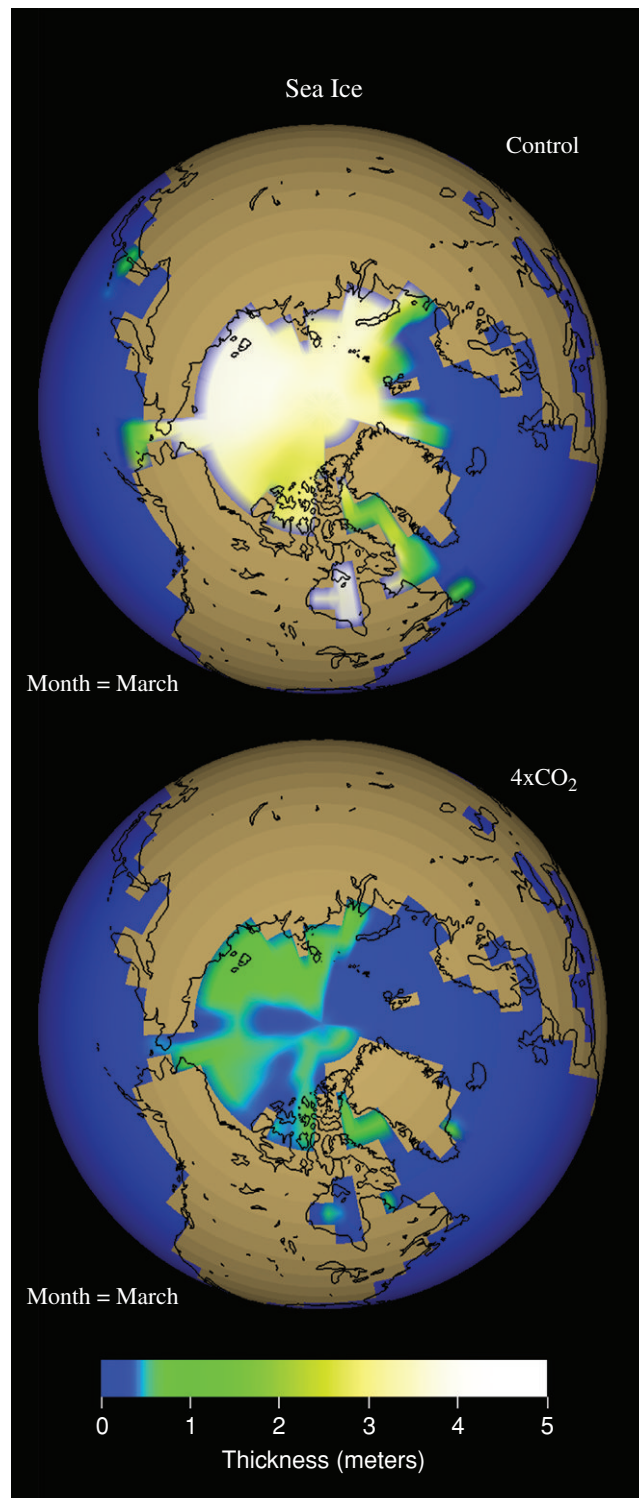 Sea Ice
Control
Month = March
4xCO₂
Month = March
0 1 2 3 4 5
Thickness (meters)